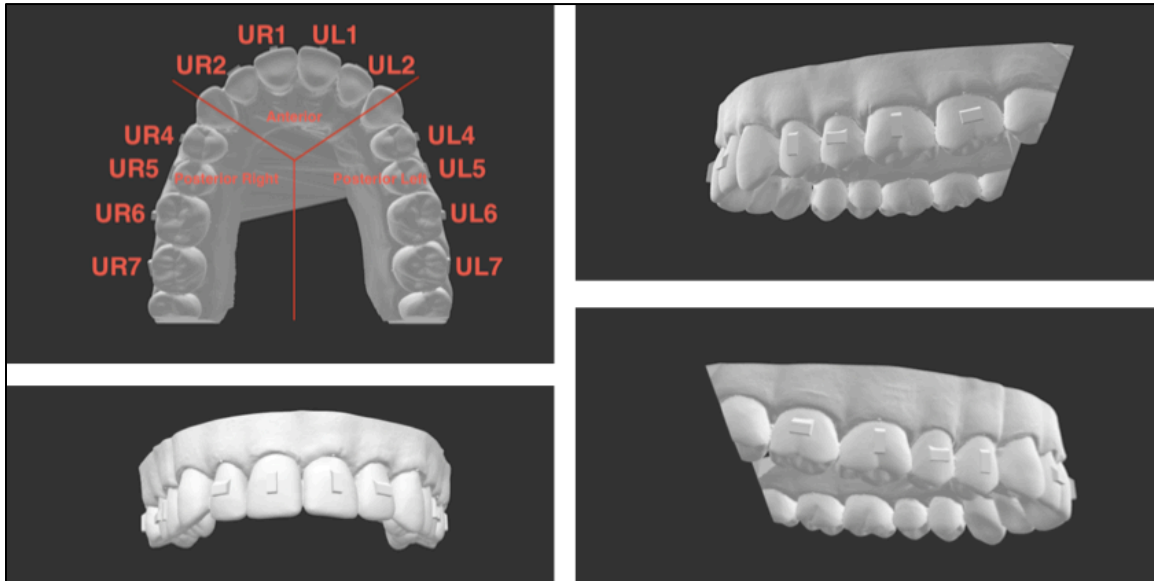 UR1 UL1
UR2 UL2
Anterior
UR4 UL4
UR5 UL5
Posterior Right Posterior Left
UR6 UL6
UR7 UL7